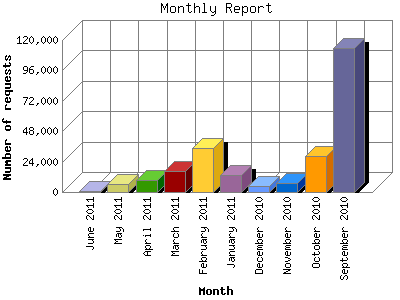 Monthly Report
Number of requests
120,000
96,000
72,000
48,000
24,000
0
June 2011
May 2011
April 2011
March 2011
February 2011
January 2011
December 2010
November 2010
October 2010
September 2010
Month